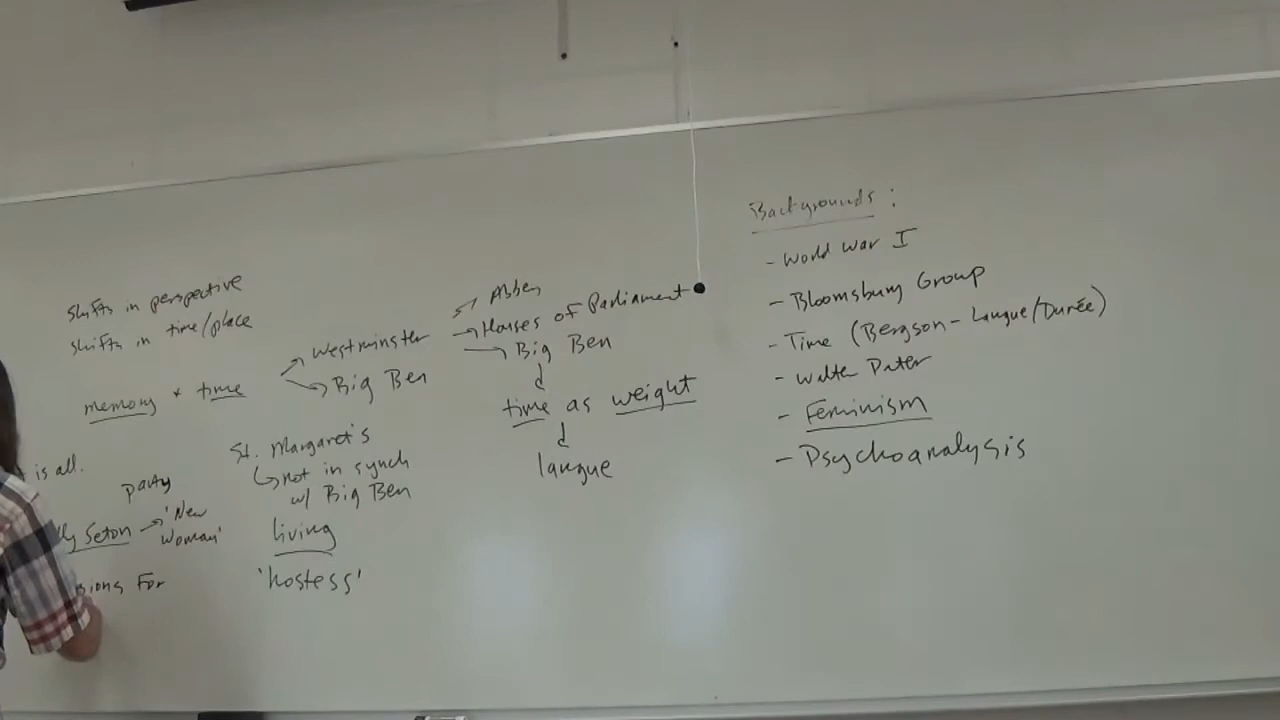 Shifts in perspective
shifts in time/place
memory + time
Westminster
Big Ben
Abbey
Houses of Parliament
Big Ben
time as weight
langue
is all.
party
Seton → 'New
Woman'
For
St. Margaret's
not in synch
w/ Big Ben
living
'hostess'
Backgrounds:
- World War I
- Bloomsbury Group
- Time (Bergson - Langue/Durée)
- Walter Pater
- Feminism
- Psychoanalysis